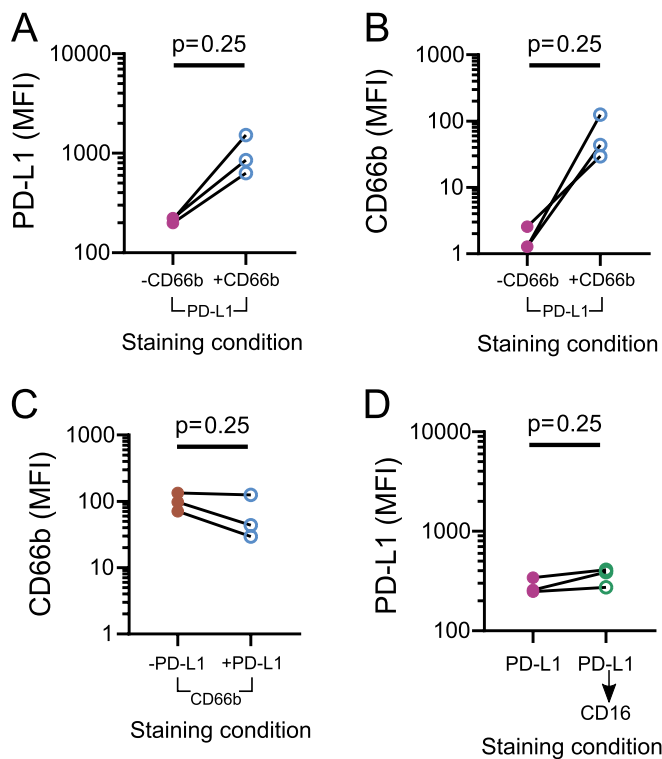 A
p=0.25
PD-L1 (MFI)
10000
1000
100
-CD66b +CD66b
PD-L1
Staining condition
B
p=0.25
CD66b (MFI)
1000
100
10
1
-CD66b +CD66b
PD-L1
Staining condition
C
p=0.25
CD66b (MFI)
1000
100
10
1
-PD-L1 +PD-L1
CD66b
Staining condition
D
p=0.25
PD-L1 (MFI)
10000
1000
100
PD-L1 PD-L1
CD16
Staining condition